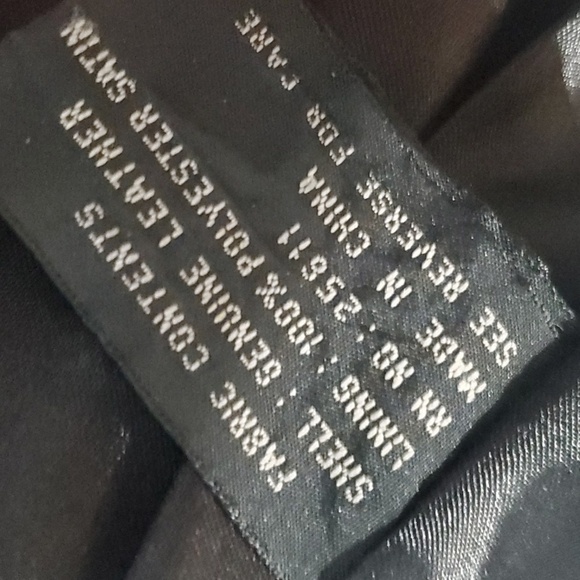 FABRIC CONTENTS
SHELL : GENUINE LEATHER
LINING : 100% POLYESTER SATIN
RN NO : 25611
MADE IN CHINA
SEE REVERSE FOR CARE